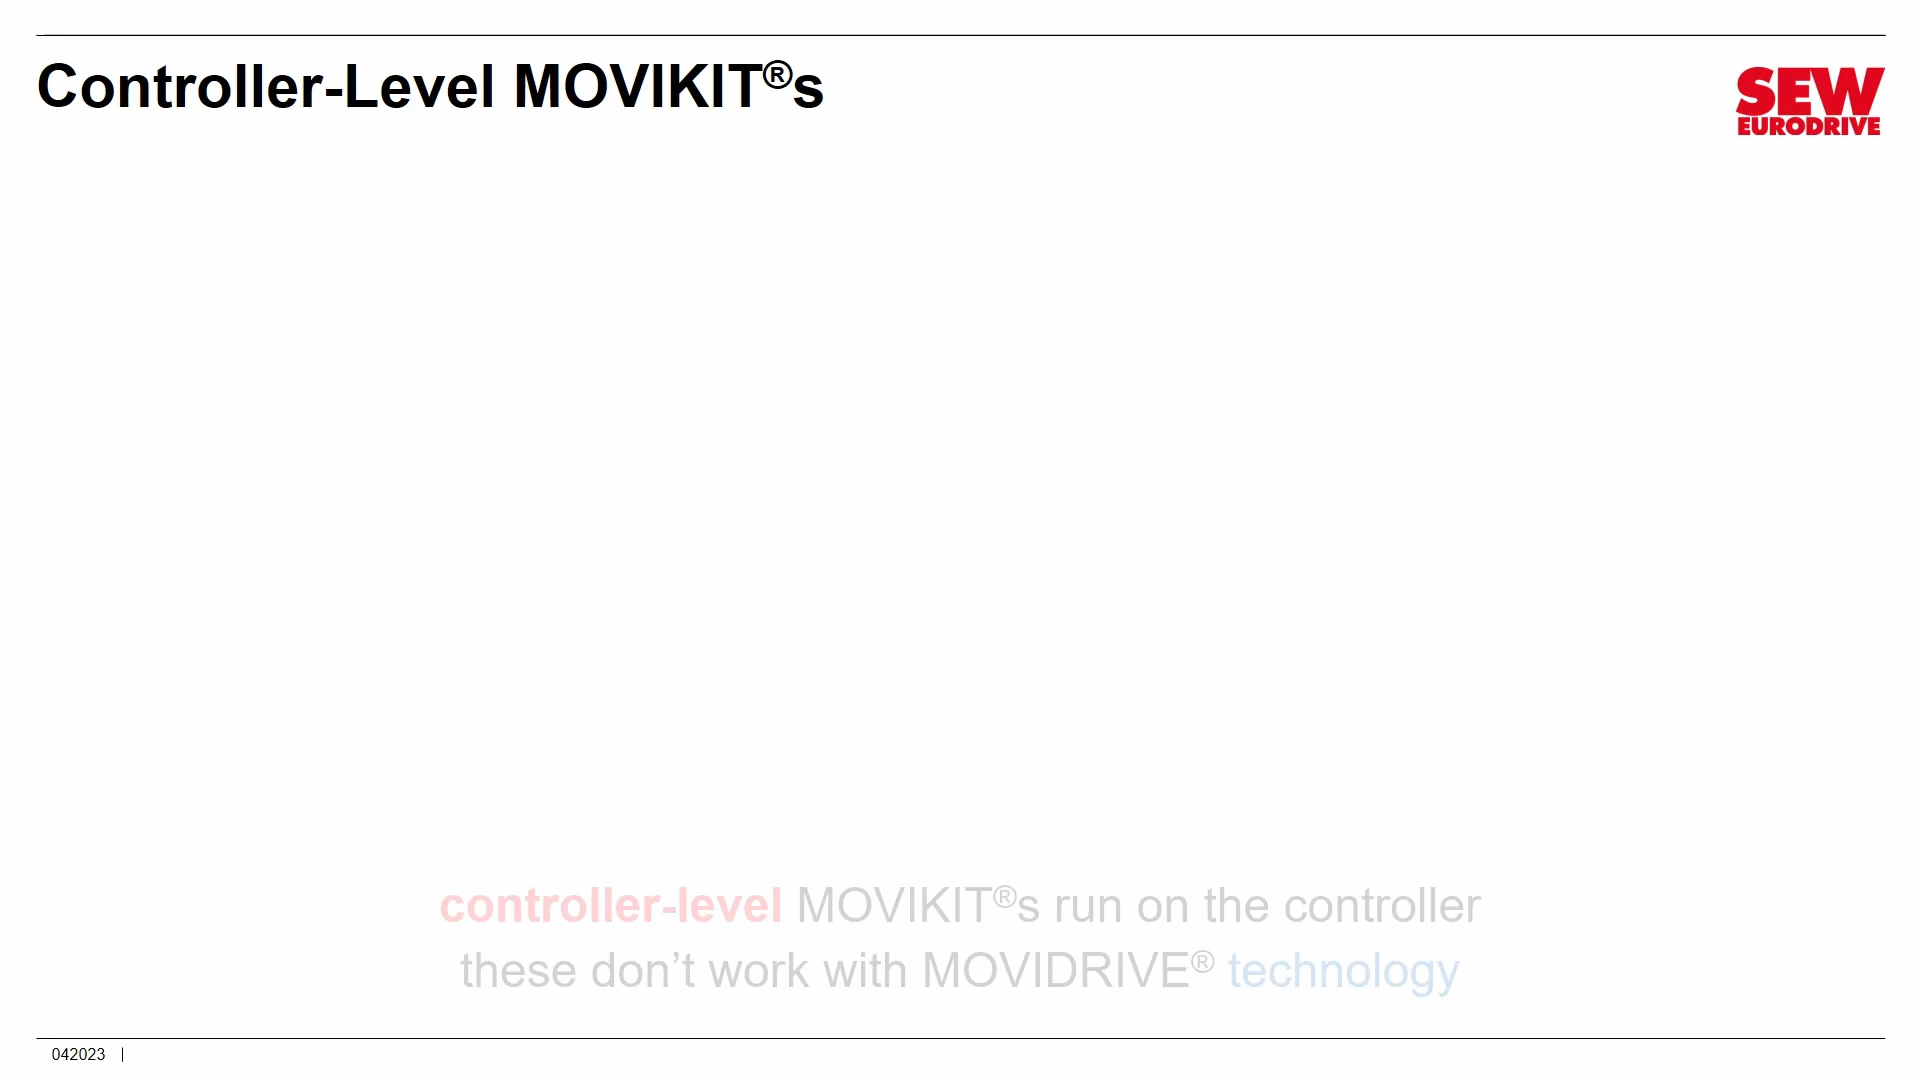 Controller-Level MOVIKIT®s
SEW
EURODRIVE
controller-level MOVIKIT®s run on the controller
these don’t work with MOVIDRIVE® technology
042023 |